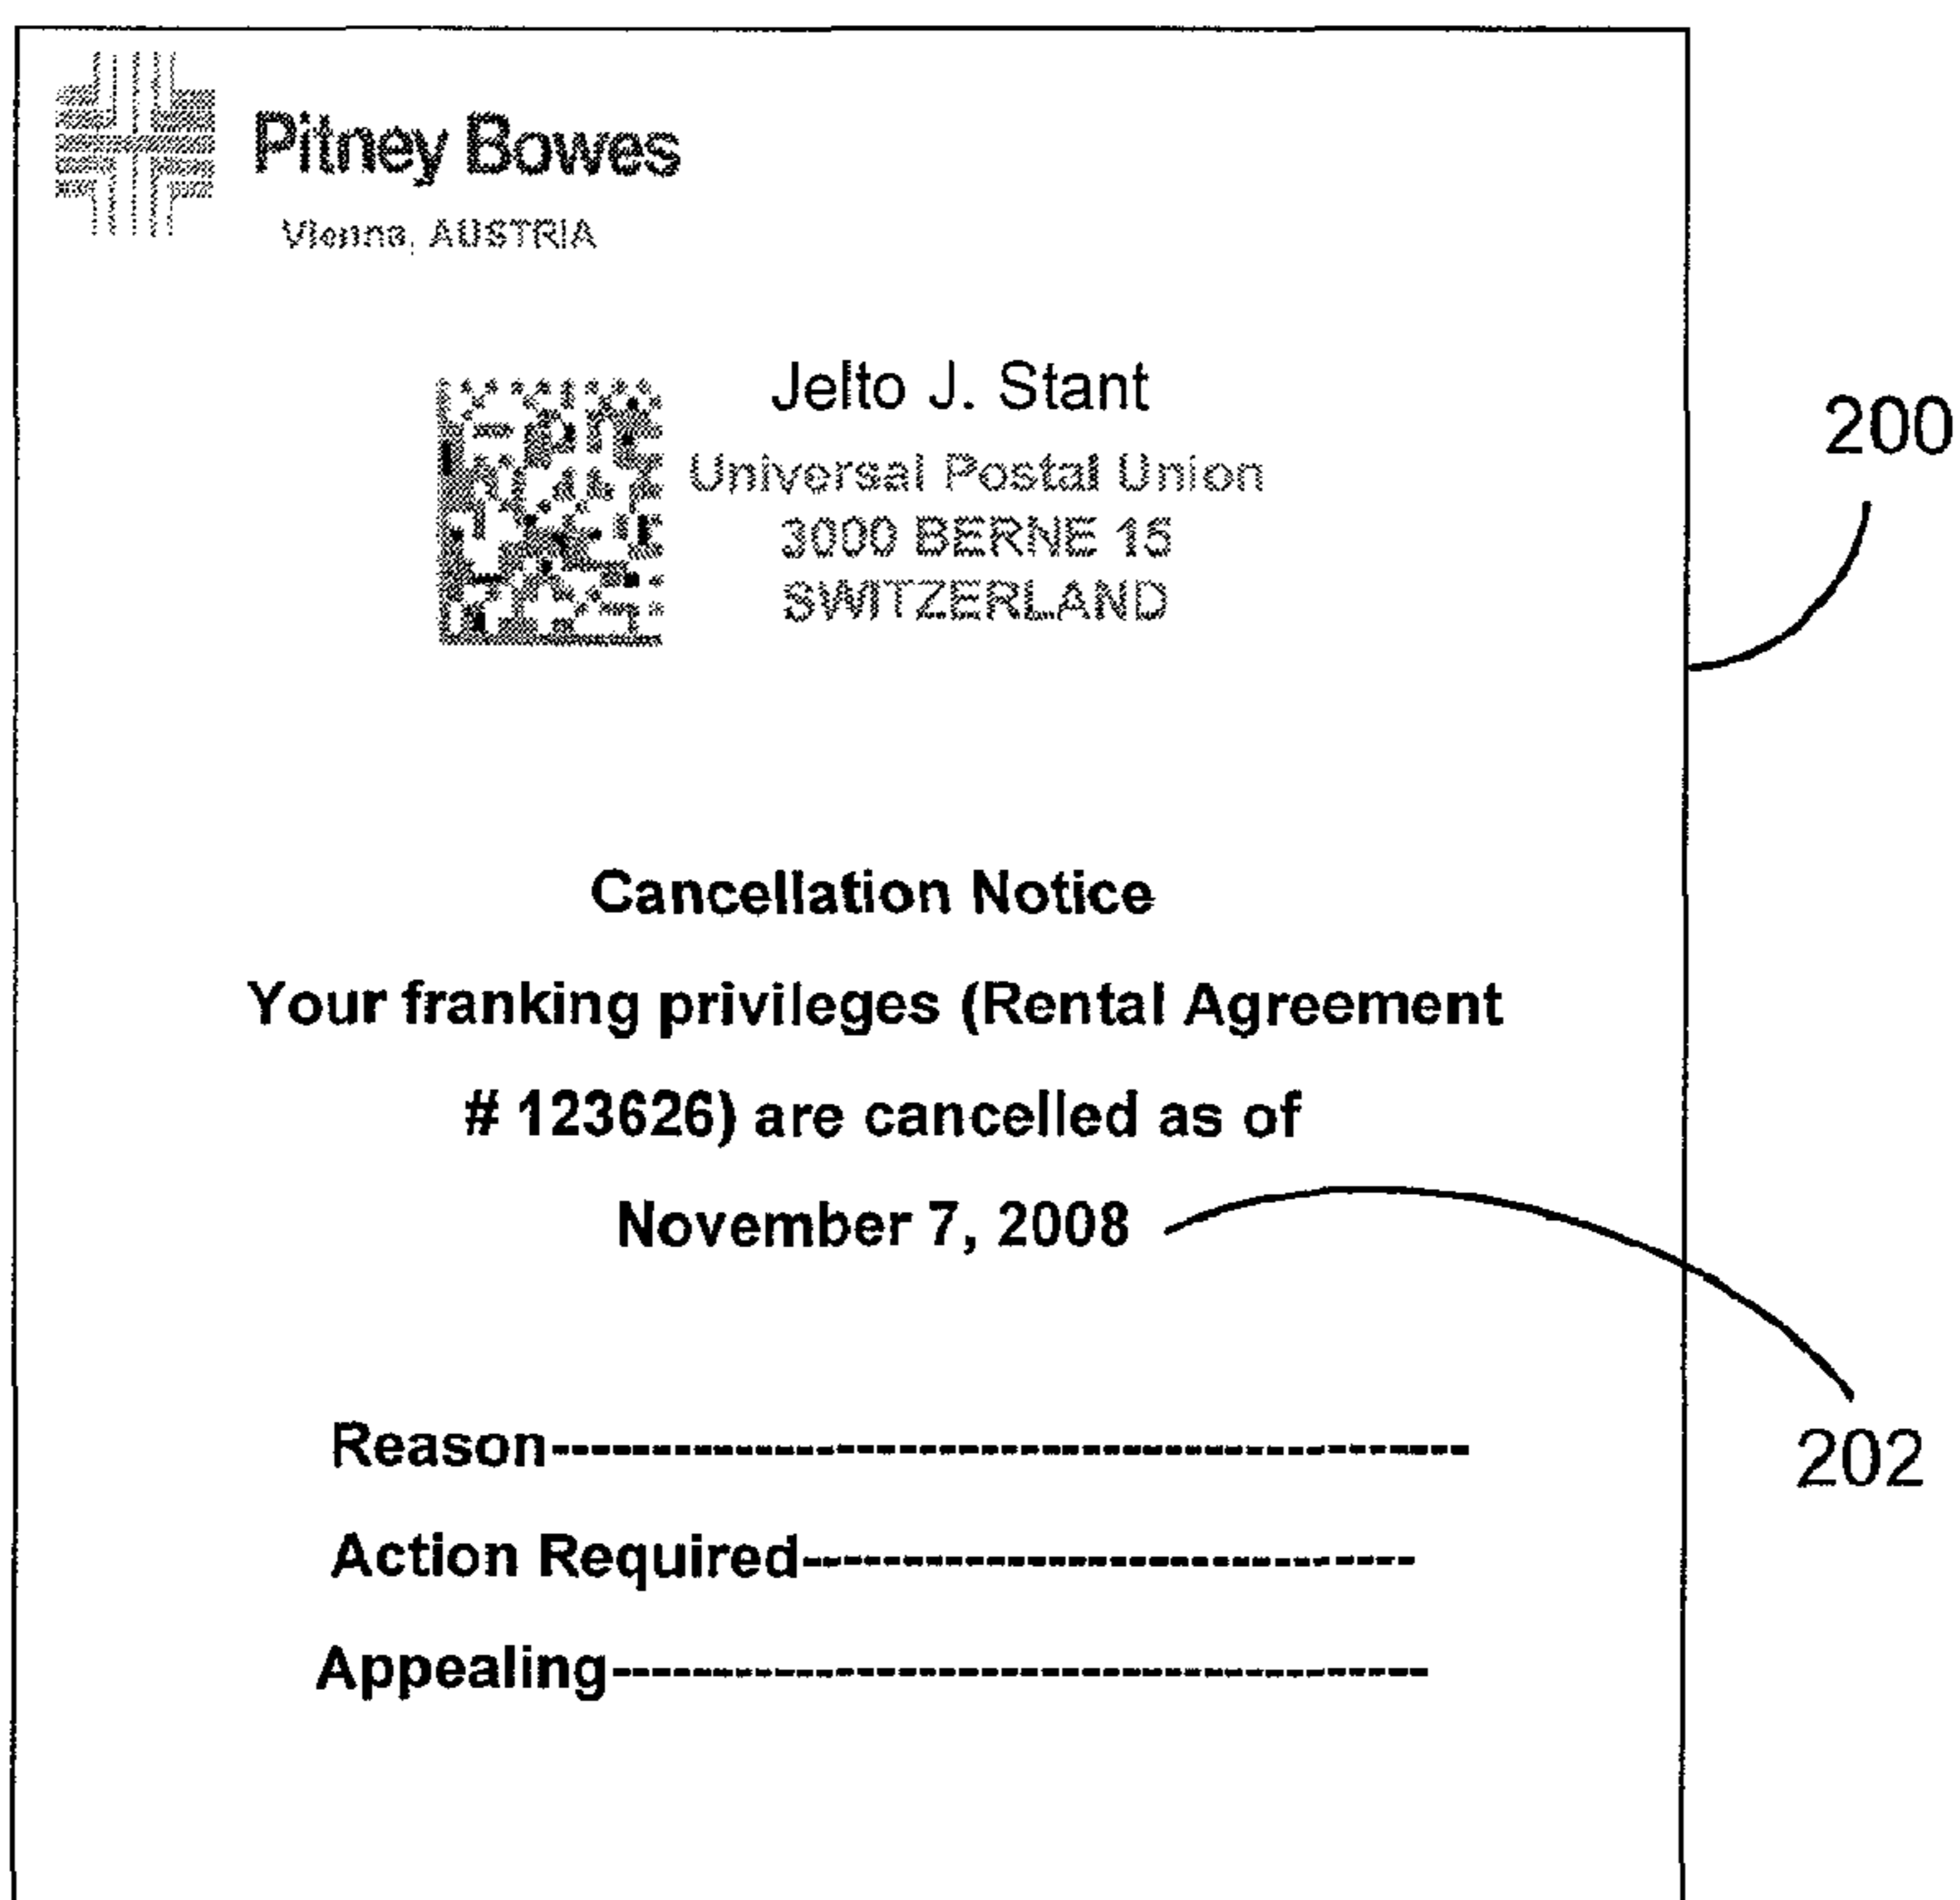 Pitney Bowes
Vienna, AUSTRIA
Jelto J. Stant
Universal Postal Union
3000 BERNE 15
SWITZERLAND
200
Cancellation Notice
Your franking privileges (Rental Agreement
# 123626) are cancelled as of
November 7, 2008
202
Reason----------------------------------------------
Action Required-------------------------------
Appealing-----------------------------------------